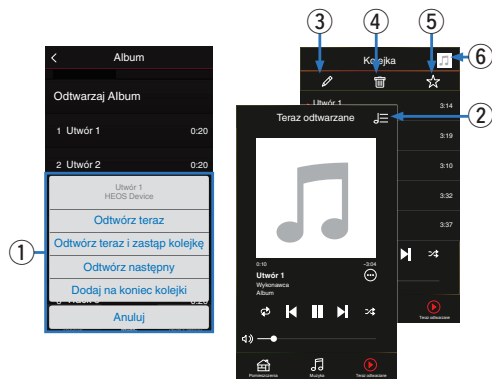 Album
Odtwarzaj Album
1 Utwór 1 0:20
2 Utwór 2 0:20
Utwór 1
HEOS Device
Odtwórz teraz
Odtwórz teraz i zastąp kolejkę
Odtwórz następny
Dodaj na koniec kolejki
Anuluj
1
3
4
5
6
2
Kolejka
Utwór 1 3:14
3:19
3:10
3:32
3:37
Teraz odtwarzane
Teraz odtwarzane
0:10 -3:04
Utwór 1
Wykonawca
Album
Pomieszczenia Muzyka Teraz odtwarzane